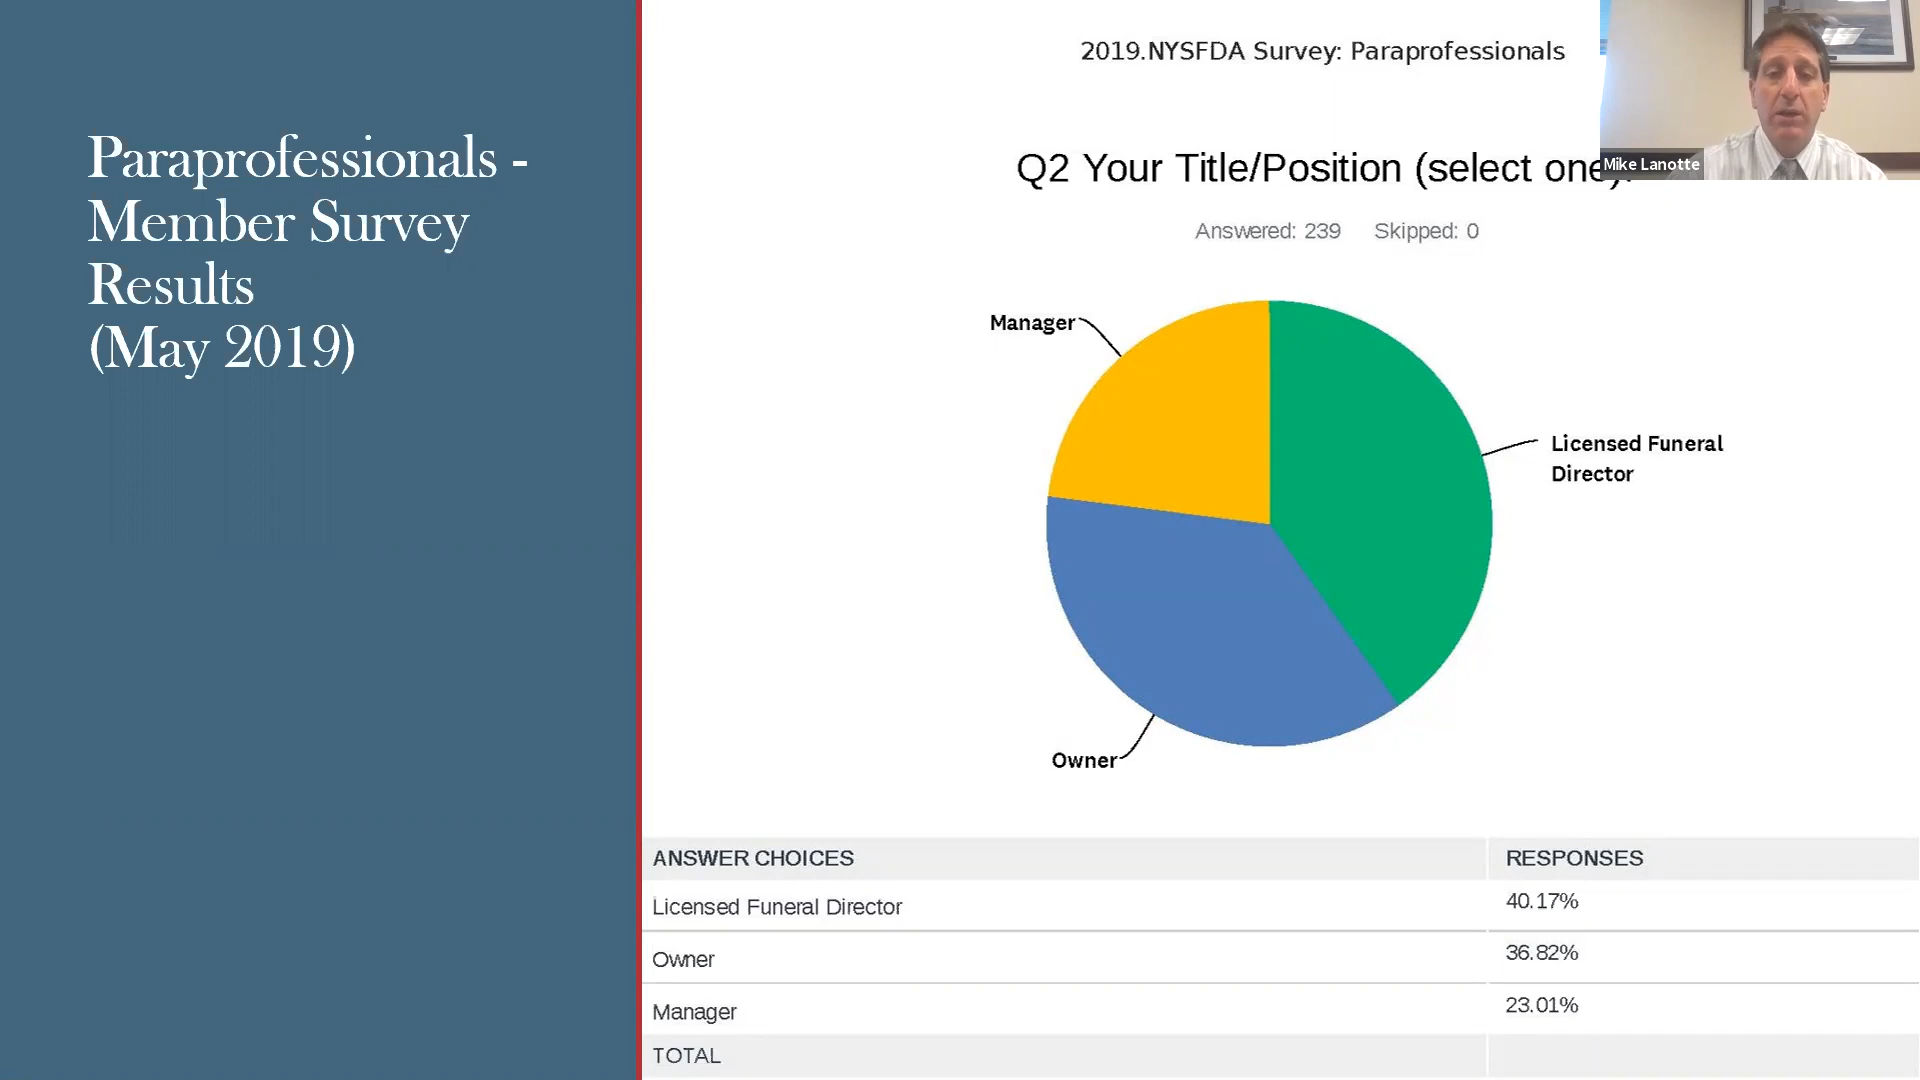 Paraprofessionals -
Member Survey
Results
(May 2019)
2019.NYSFDA Survey: Paraprofessionals
Mike Lanotte
Q2 Your Title/Position (select one).
Answered: 239 Skipped: 0
Manager
Licensed Funeral
Director
Owner
ANSWER CHOICES RESPONSES
Licensed Funeral Director 40.17%
Owner 36.82%
Manager 23.01%
TOTAL